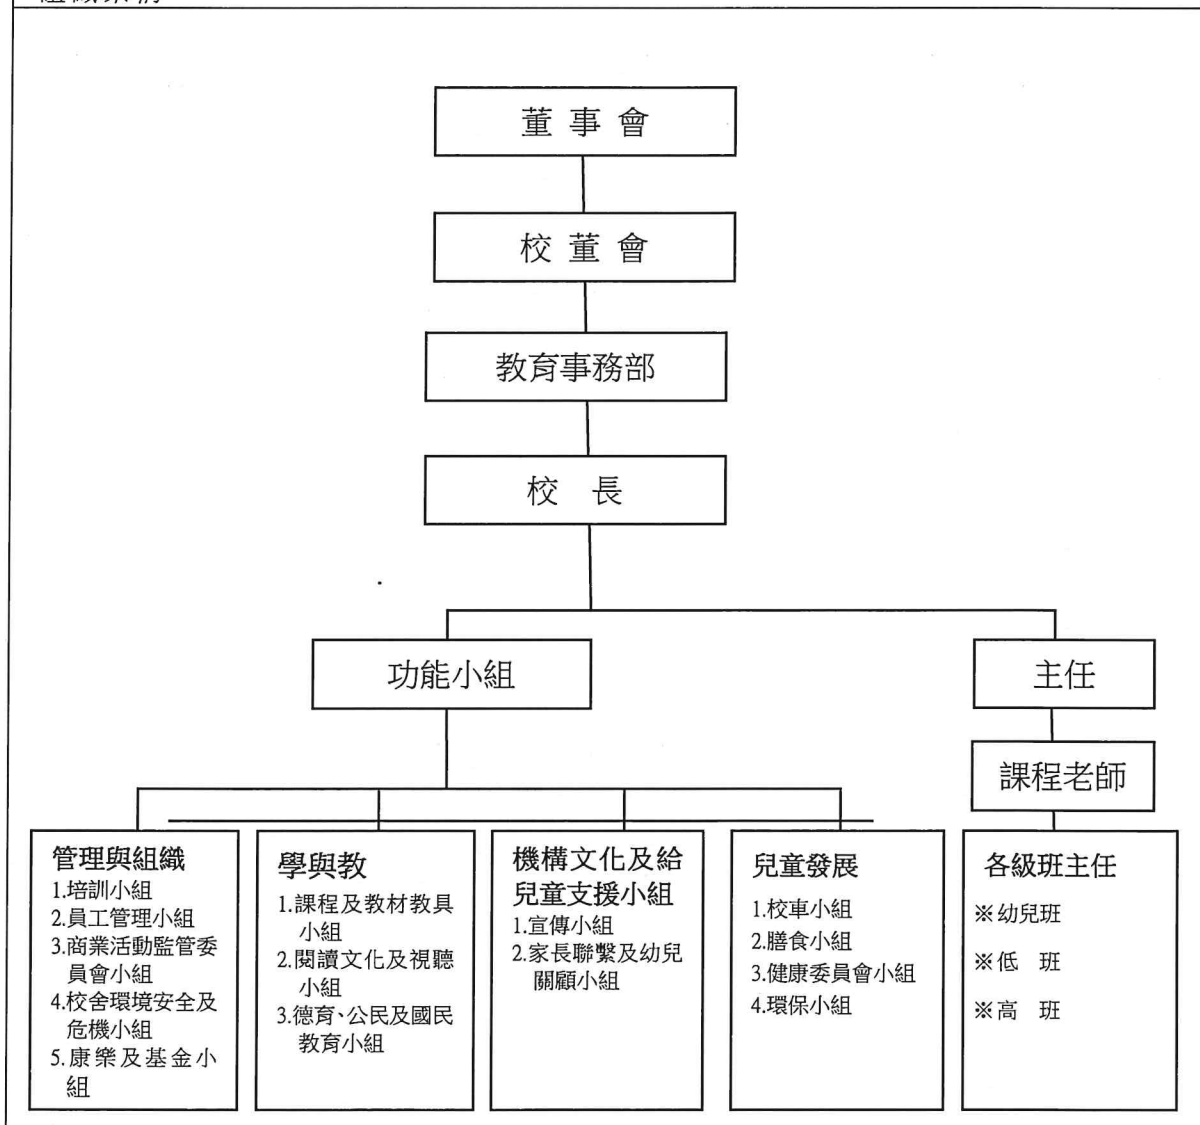 董事會
校董會
教育事務部
校 長
功能小組
主任
課程老師
管理與組織
1.培訓小組
2.員工管理小組
3.商業活動監管委
員會小組
4.校舍環境安全及
危機小組
5.康樂及基金小
組
學與教
1.課程及教材教具
小組
2.閱讀文化及視聽
小組
3.德育、公民及國民
教育小組
機構文化及給
兒童支援小組
1.宣傳小組
2.家長聯繫及幼兒
關顧小組
兒童發展
1.校車小組
2.膳食小組
3.健康委員會小組
4.環保小組
各級班主任
※幼兒班
※低 班
※高 班